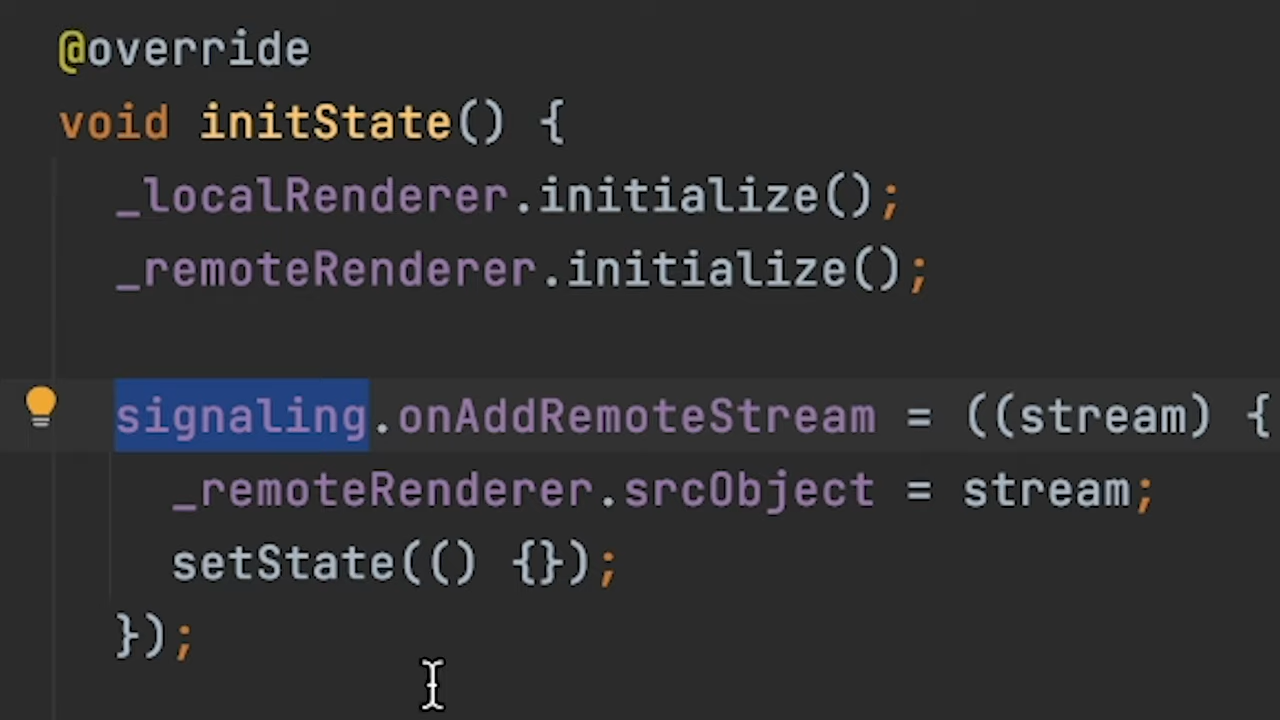 @override
void initState() {
_localRenderer.initialize();
_remoteRenderer.initialize();
signaling.onAddRemoteStream = ((stream) {
_remoteRenderer.srcObject = stream;
setState(() {});
});